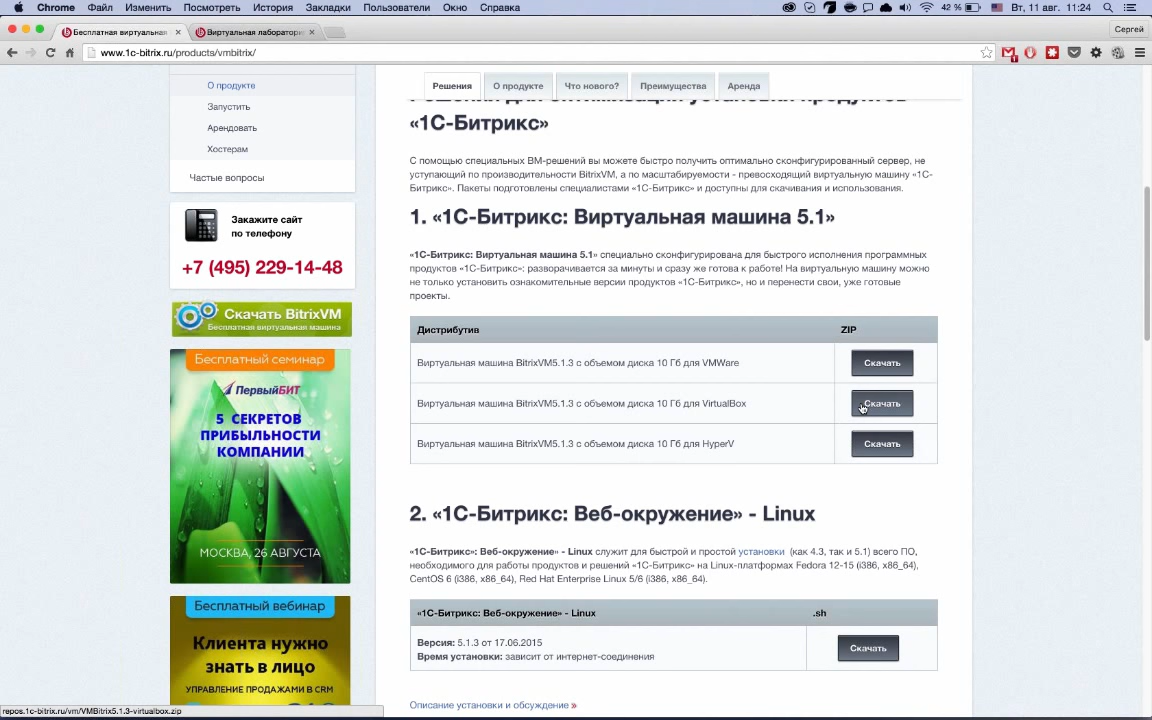 Chrome Файл Изменить Посмотреть История Закладки Пользователи Окно Справка 42 % Вт, 11 авг. 11:24
Бесплатная виртуальная Виртуальная лаборатори Сергей
www.1c-bitrix.ru/products/vmbitrix/
Решения О продукте Что нового? Преимущества Аренда
О продукте
Запустить
Арендовать
Хостерам
Частые вопросы
Закажите сайт
по телефону
+7 (495) 229-14-48
Скачать BitrixVM
Бесплатная виртуальная машина
Бесплатный семинар
ПервыйБИТ
5 СЕКРЕТОВ
ПРИБЫЛЬНОСТИ
КОМПАНИИ
МОСКВА, 26 АВГУСТА
Бесплатный вебинар
Клиента нужно
знать в лицо
УПРАВЛЕНИЕ ПРОДАЖАМИ В CRM
Решения для оптимизации установки продуктов
«1С-Битрикс»
С помощью специальных ВМ-решений вы можете быстро получить оптимально сконфигурированный сервер, не
уступающий по производительности BitrixVM, а по масштабируемости - превосходящий виртуальную машину «1С-
Битрикс». Пакеты подготовлены специалистами «1С-Битрикс» и доступны для скачивания и использования.
1. «1С-Битрикс: Виртуальная машина 5.1»
«1С-Битрикс: Виртуальная машина 5.1» специально сконфигурирована для быстрого исполнения программных
продуктов «1С-Битрикс»: разворачивается за минуты и сразу же готова к работе! На виртуальную машину можно
не только установить ознакомительные версии продуктов «1С-Битрикс», но и перенести свои, уже готовые
проекты.
Дистрибутив ZIP
Виртуальная машина BitrixVM5.1.3 с объемом диска 10 Гб для VMWare Скачать
Виртуальная машина BitrixVM5.1.3 с объемом диска 10 Гб для VirtualBox Скачать
Виртуальная машина BitrixVM5.1.3 с объемом диска 10 Гб для HyperV Скачать
2. «1С-Битрикс: Веб-окружение» - Linux
«1С-Битрикс»: Веб-окружение» - Linux служит для быстрой и простой установки (как 4.3, так и 5.1) всего ПО,
необходимого для работы продуктов и решений «1С-Битрикс» на Linux-платформах Fedora 12-15 (i386, x86_64),
CentOS 6 (i386, x86_64), Red Hat Enterprise Linux 5/6 (i386, x86_64).
«1С-Битрикс: Веб-окружение» - Linux .sh
Версия: 5.1.3 от 17.06.2015
Время установки: зависит от интернет-соединения
Скачать
Описание установки и обсуждение »
repos.1c-bitrix.ru/vm/VMBitrix5.1.3-virtualbox.zip